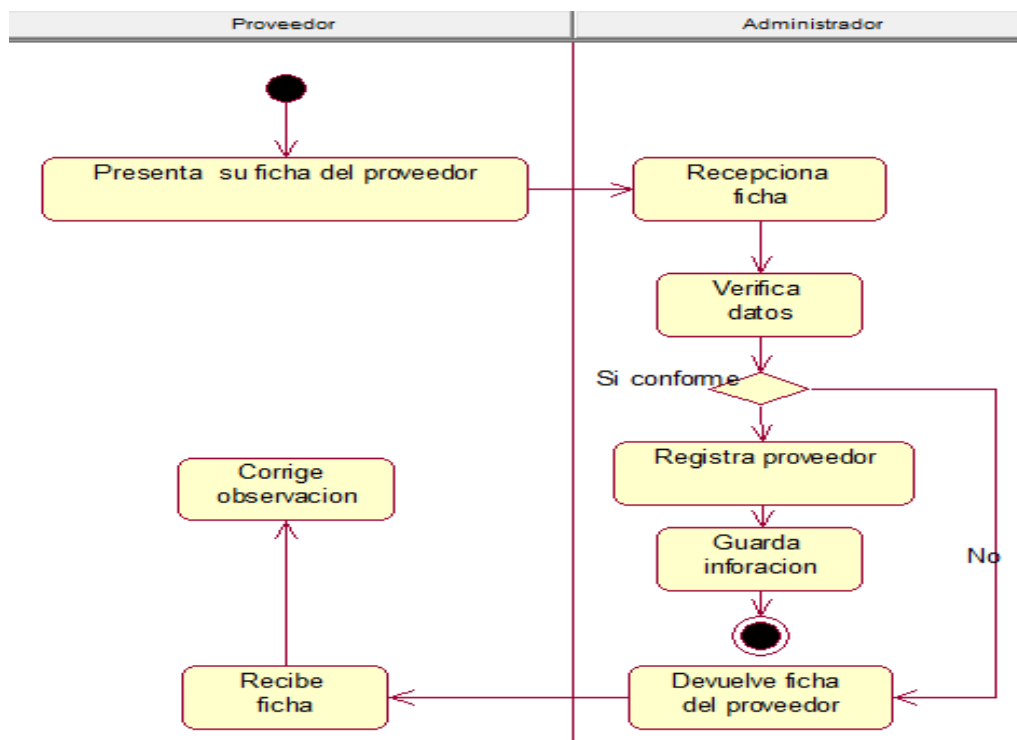 Proveedor
Administrador
Presenta su ficha del proveedor
Recepciona
ficha
Verifica
datos
Si conforme
Registra proveedor
Corrige
observacion
Guarda
inforacion
No
Recibe
ficha
Devuelve ficha
del proveedor